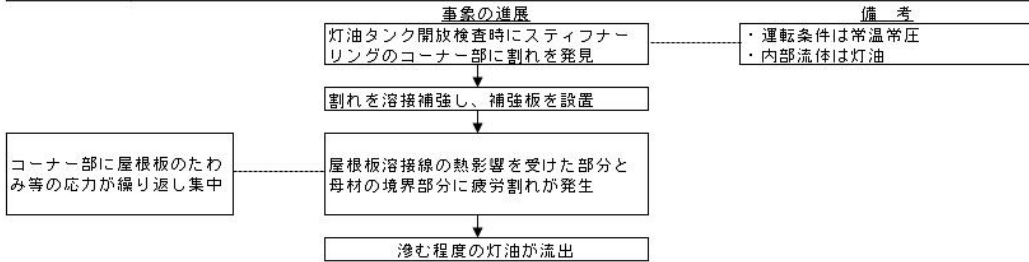 事象の進展
備　考
灯油タンク開放検査時にスティフナー
リングのコーナー部に割れを発見
・運転条件は常温常圧
・内部流体は灯油
割れを溶接補強し、補強板を設置
コーナー部に屋根板のたわ
み等の応力が繰り返し集中
屋根板溶接線の熱影響を受けた部分と
母材の境界部分に疲労割れが発生
滲む程度の灯油が流出